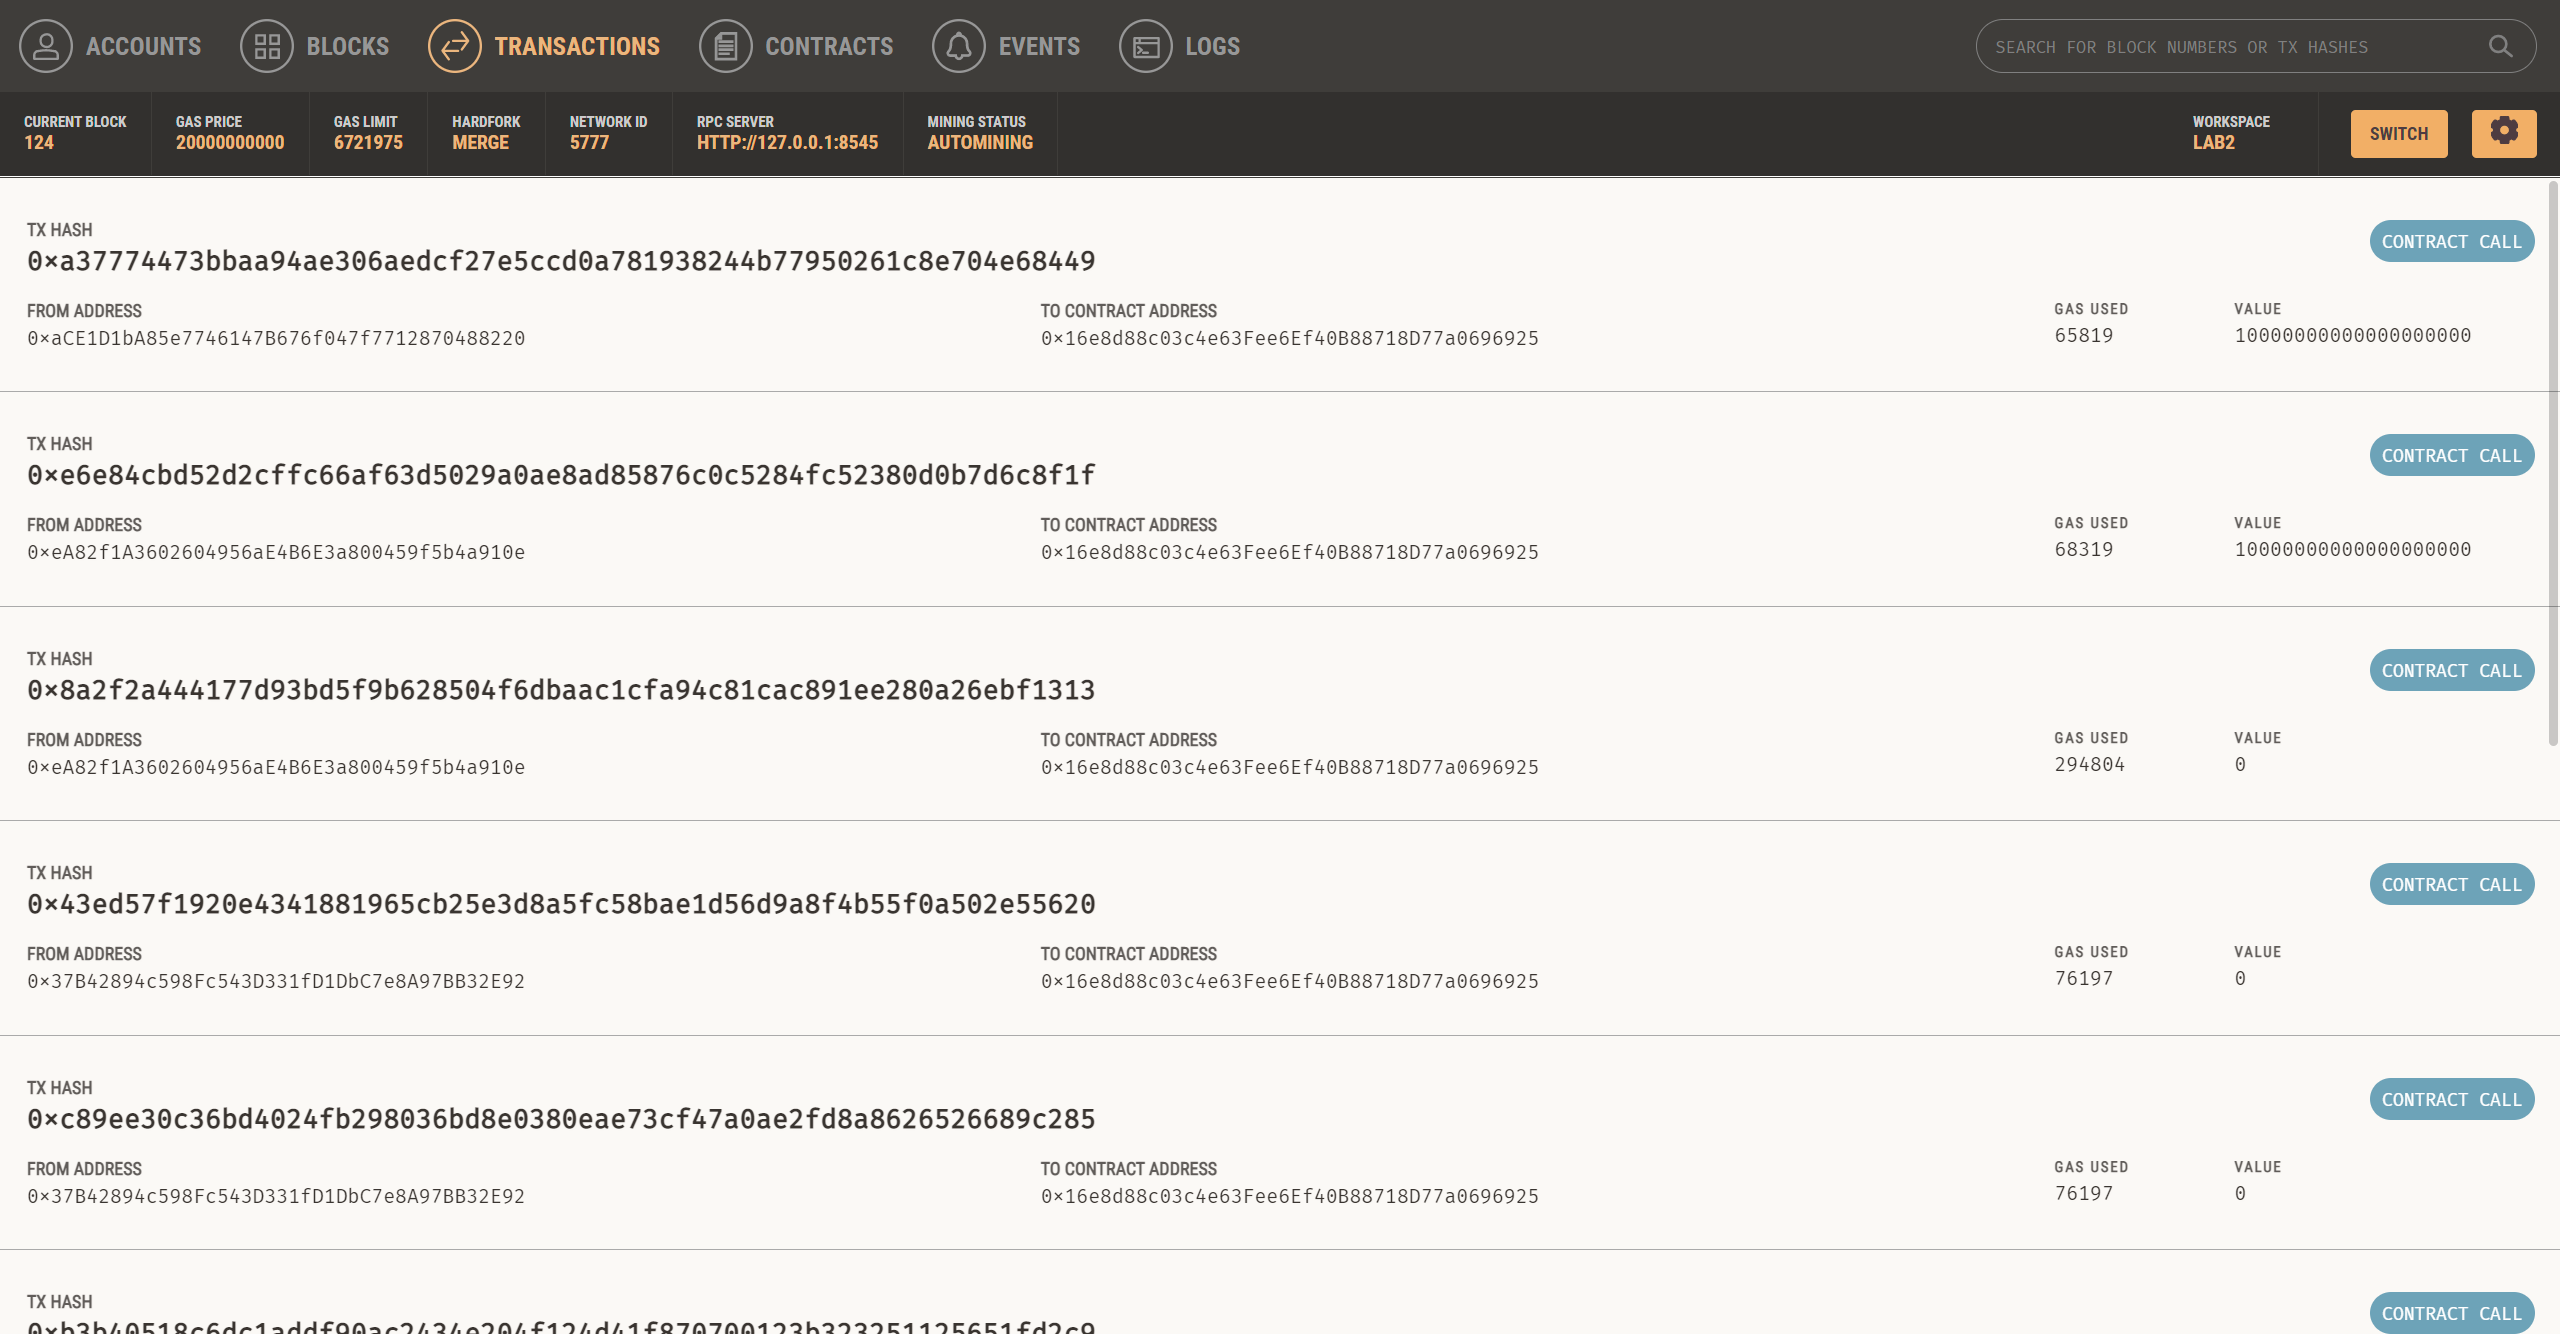 ACCOUNTS BLOCKS TRANSACTIONS CONTRACTS EVENTS LOGS SEARCH FOR BLOCK NUMBERS OR TX HASHES
CURRENT BLOCK GAS PRICE GAS LIMIT HARDFORK NETWORK ID RPC SERVER MINING STATUS WORKSPACE
124 20000000000 6721975 MERGE 5777 HTTP://127.0.0.1:8545 AUTOMINING LAB2 SWITCH
TX HASH
0×a37774473bbaa94ae306aedcf27e5ccd0a781938244b77950261c8e704e68449 CONTRACT CALL
FROM ADDRESS TO CONTRACT ADDRESS GAS USED VALUE
0×aCE1D1bA85e7746147B676f047f7712870488220 0×16e8d88c03c4e63Fee6Ef40B88718D77a0696925 65819 10000000000000000000
TX HASH
0×e6e84cbd52d2cffc66af63d5029a0ae8ad85876c0c5284fc52380d0b7d6c8f1f CONTRACT CALL
FROM ADDRESS TO CONTRACT ADDRESS GAS USED VALUE
0×eA82f1A3602604956aE4B6E3a800459f5b4a910e 0×16e8d88c03c4e63Fee6Ef40B88718D77a0696925 68319 10000000000000000000
TX HASH
0×8a2f2a444177d93bd5f9b628504f6dbaac1cfa94c81cac891ee280a26ebf1313 CONTRACT CALL
FROM ADDRESS TO CONTRACT ADDRESS GAS USED VALUE
0×eA82f1A3602604956aE4B6E3a800459f5b4a910e 0×16e8d88c03c4e63Fee6Ef40B88718D77a0696925 294804 0
TX HASH
0×43ed57f1920e4341881965cb25e3d8a5fc58bae1d56d9a8f4b55f0a502e55620 CONTRACT CALL
FROM ADDRESS TO CONTRACT ADDRESS GAS USED VALUE
0×37B42894c598Fc543D331fD1DbC7e8A97BB32E92 0×16e8d88c03c4e63Fee6Ef40B88718D77a0696925 76197 0
TX HASH
0×c89ee30c36bd4024fb298036bd8e0380eae73cf47a0ae2fd8a8626526689c285 CONTRACT CALL
FROM ADDRESS TO CONTRACT ADDRESS GAS USED VALUE
0×37B42894c598Fc543D331fD1DbC7e8A97BB32E92 0×16e8d88c03c4e63Fee6Ef40B88718D77a0696925 76197 0
TX HASH
CONTRACT CALL